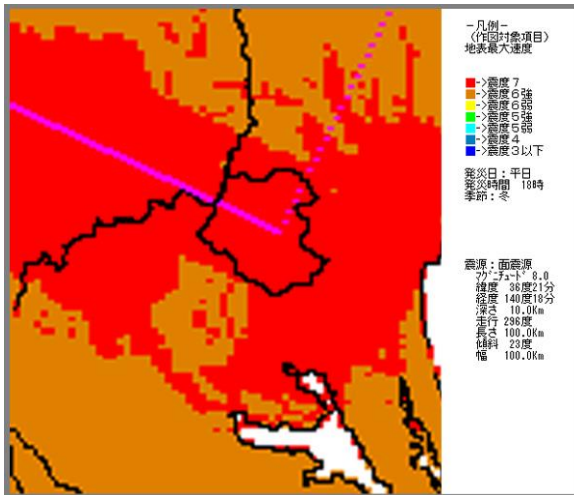 －凡例－
（作図対象項目）
地表最大速度
->震度７
->震度６強
->震度６弱
->震度５強
->震度５弱
->震度４
->震度３以下
発災日：平日
発災時間　18時
季節：冬
震源：面震源
ﾏｸﾞﾆﾁｭｰﾄﾞ 8.0
緯度　36度21分
経度 140度18分
深さ　10.0Km
走行 296度
長さ 100.0Km
傾斜　23度
幅　100.0Km